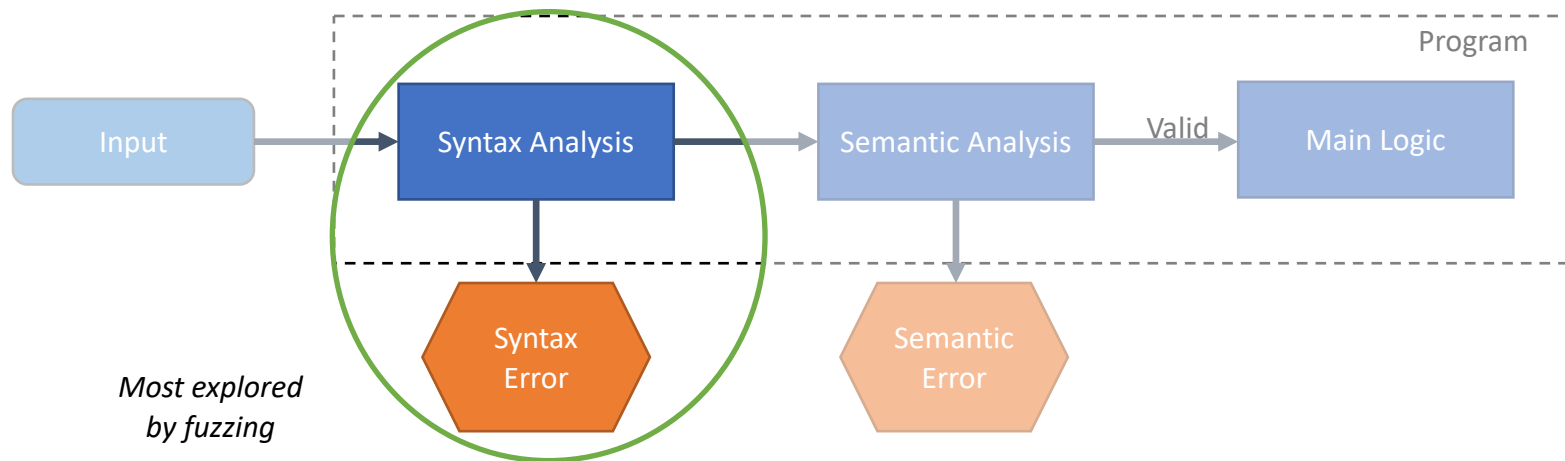 Program
Input
Syntax Analysis
Semantic Analysis
Valid
Main Logic
Syntax
Error
Semantic
Error
Most explored
by fuzzing